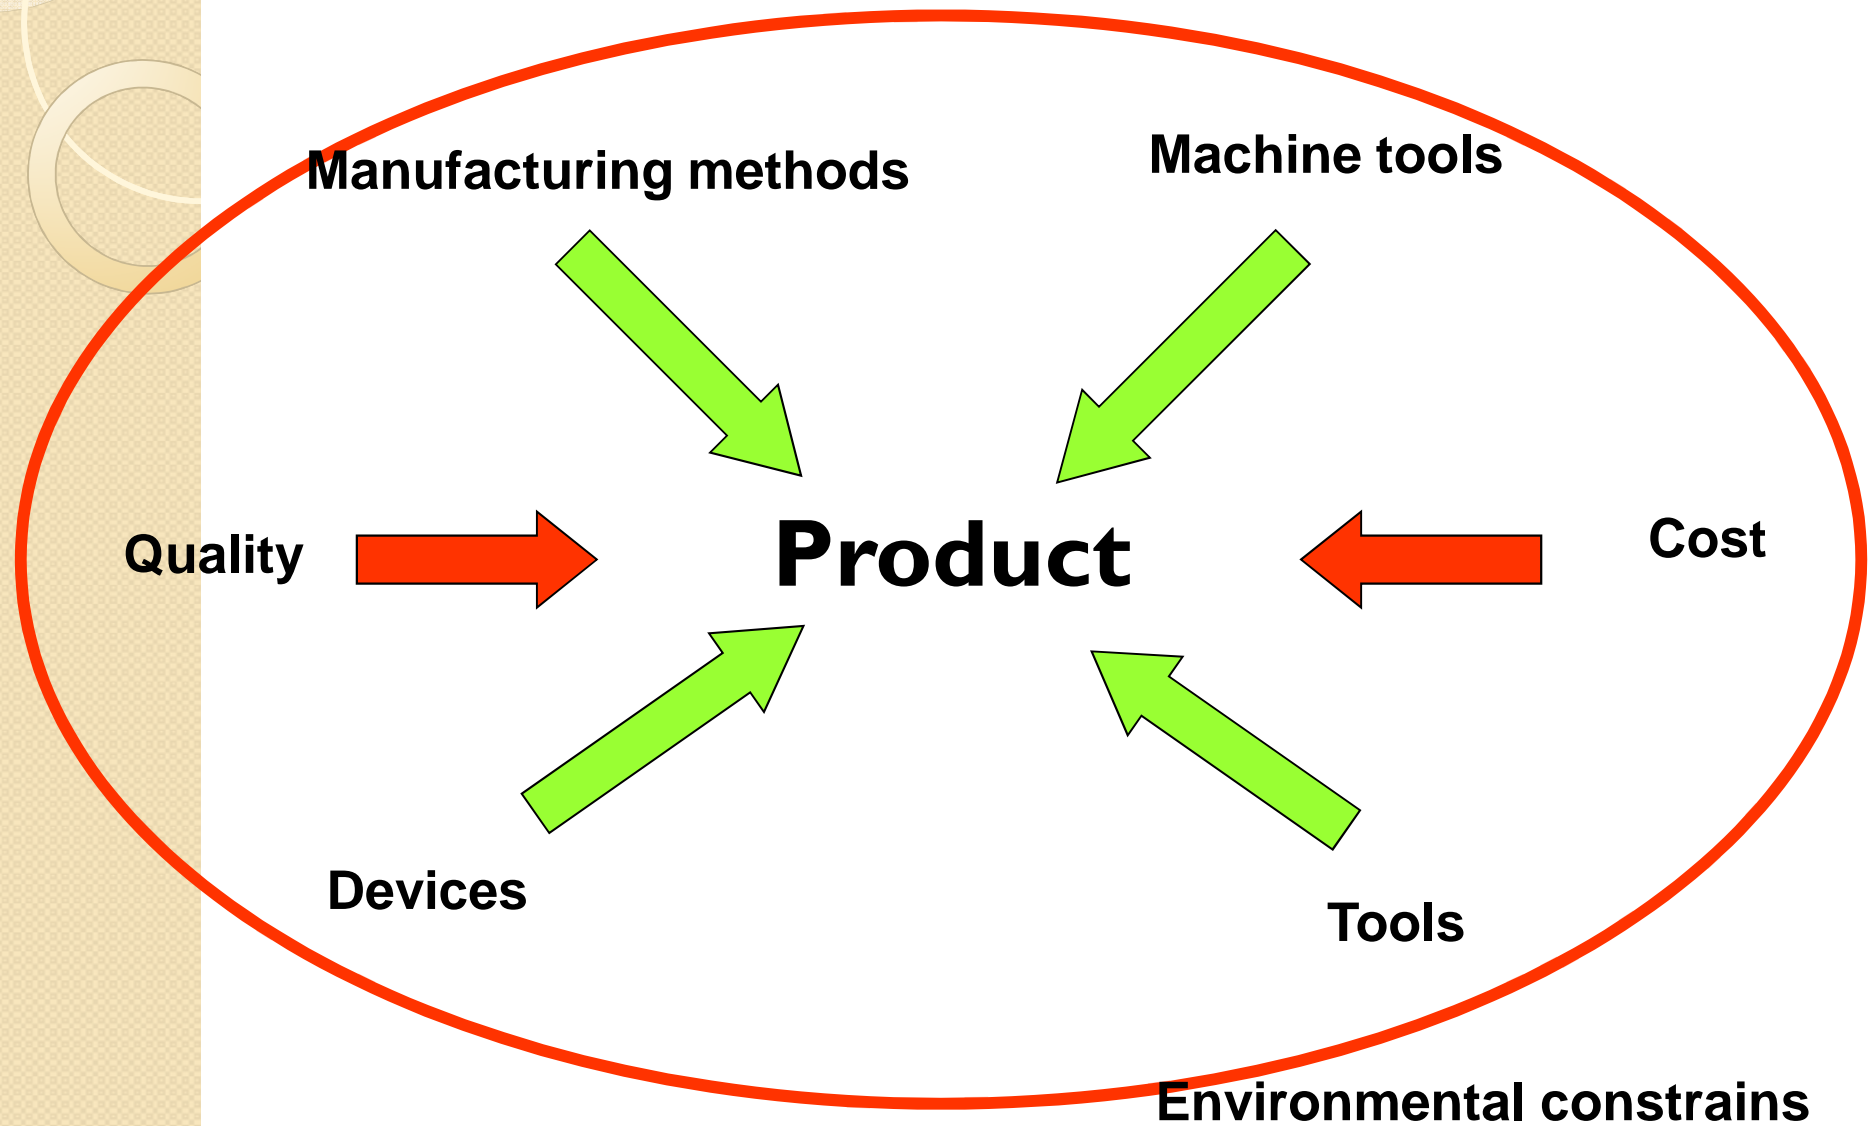 Manufacturing methods
Machine tools
Quality
Product
Cost
Devices
Tools
Environmental constrains